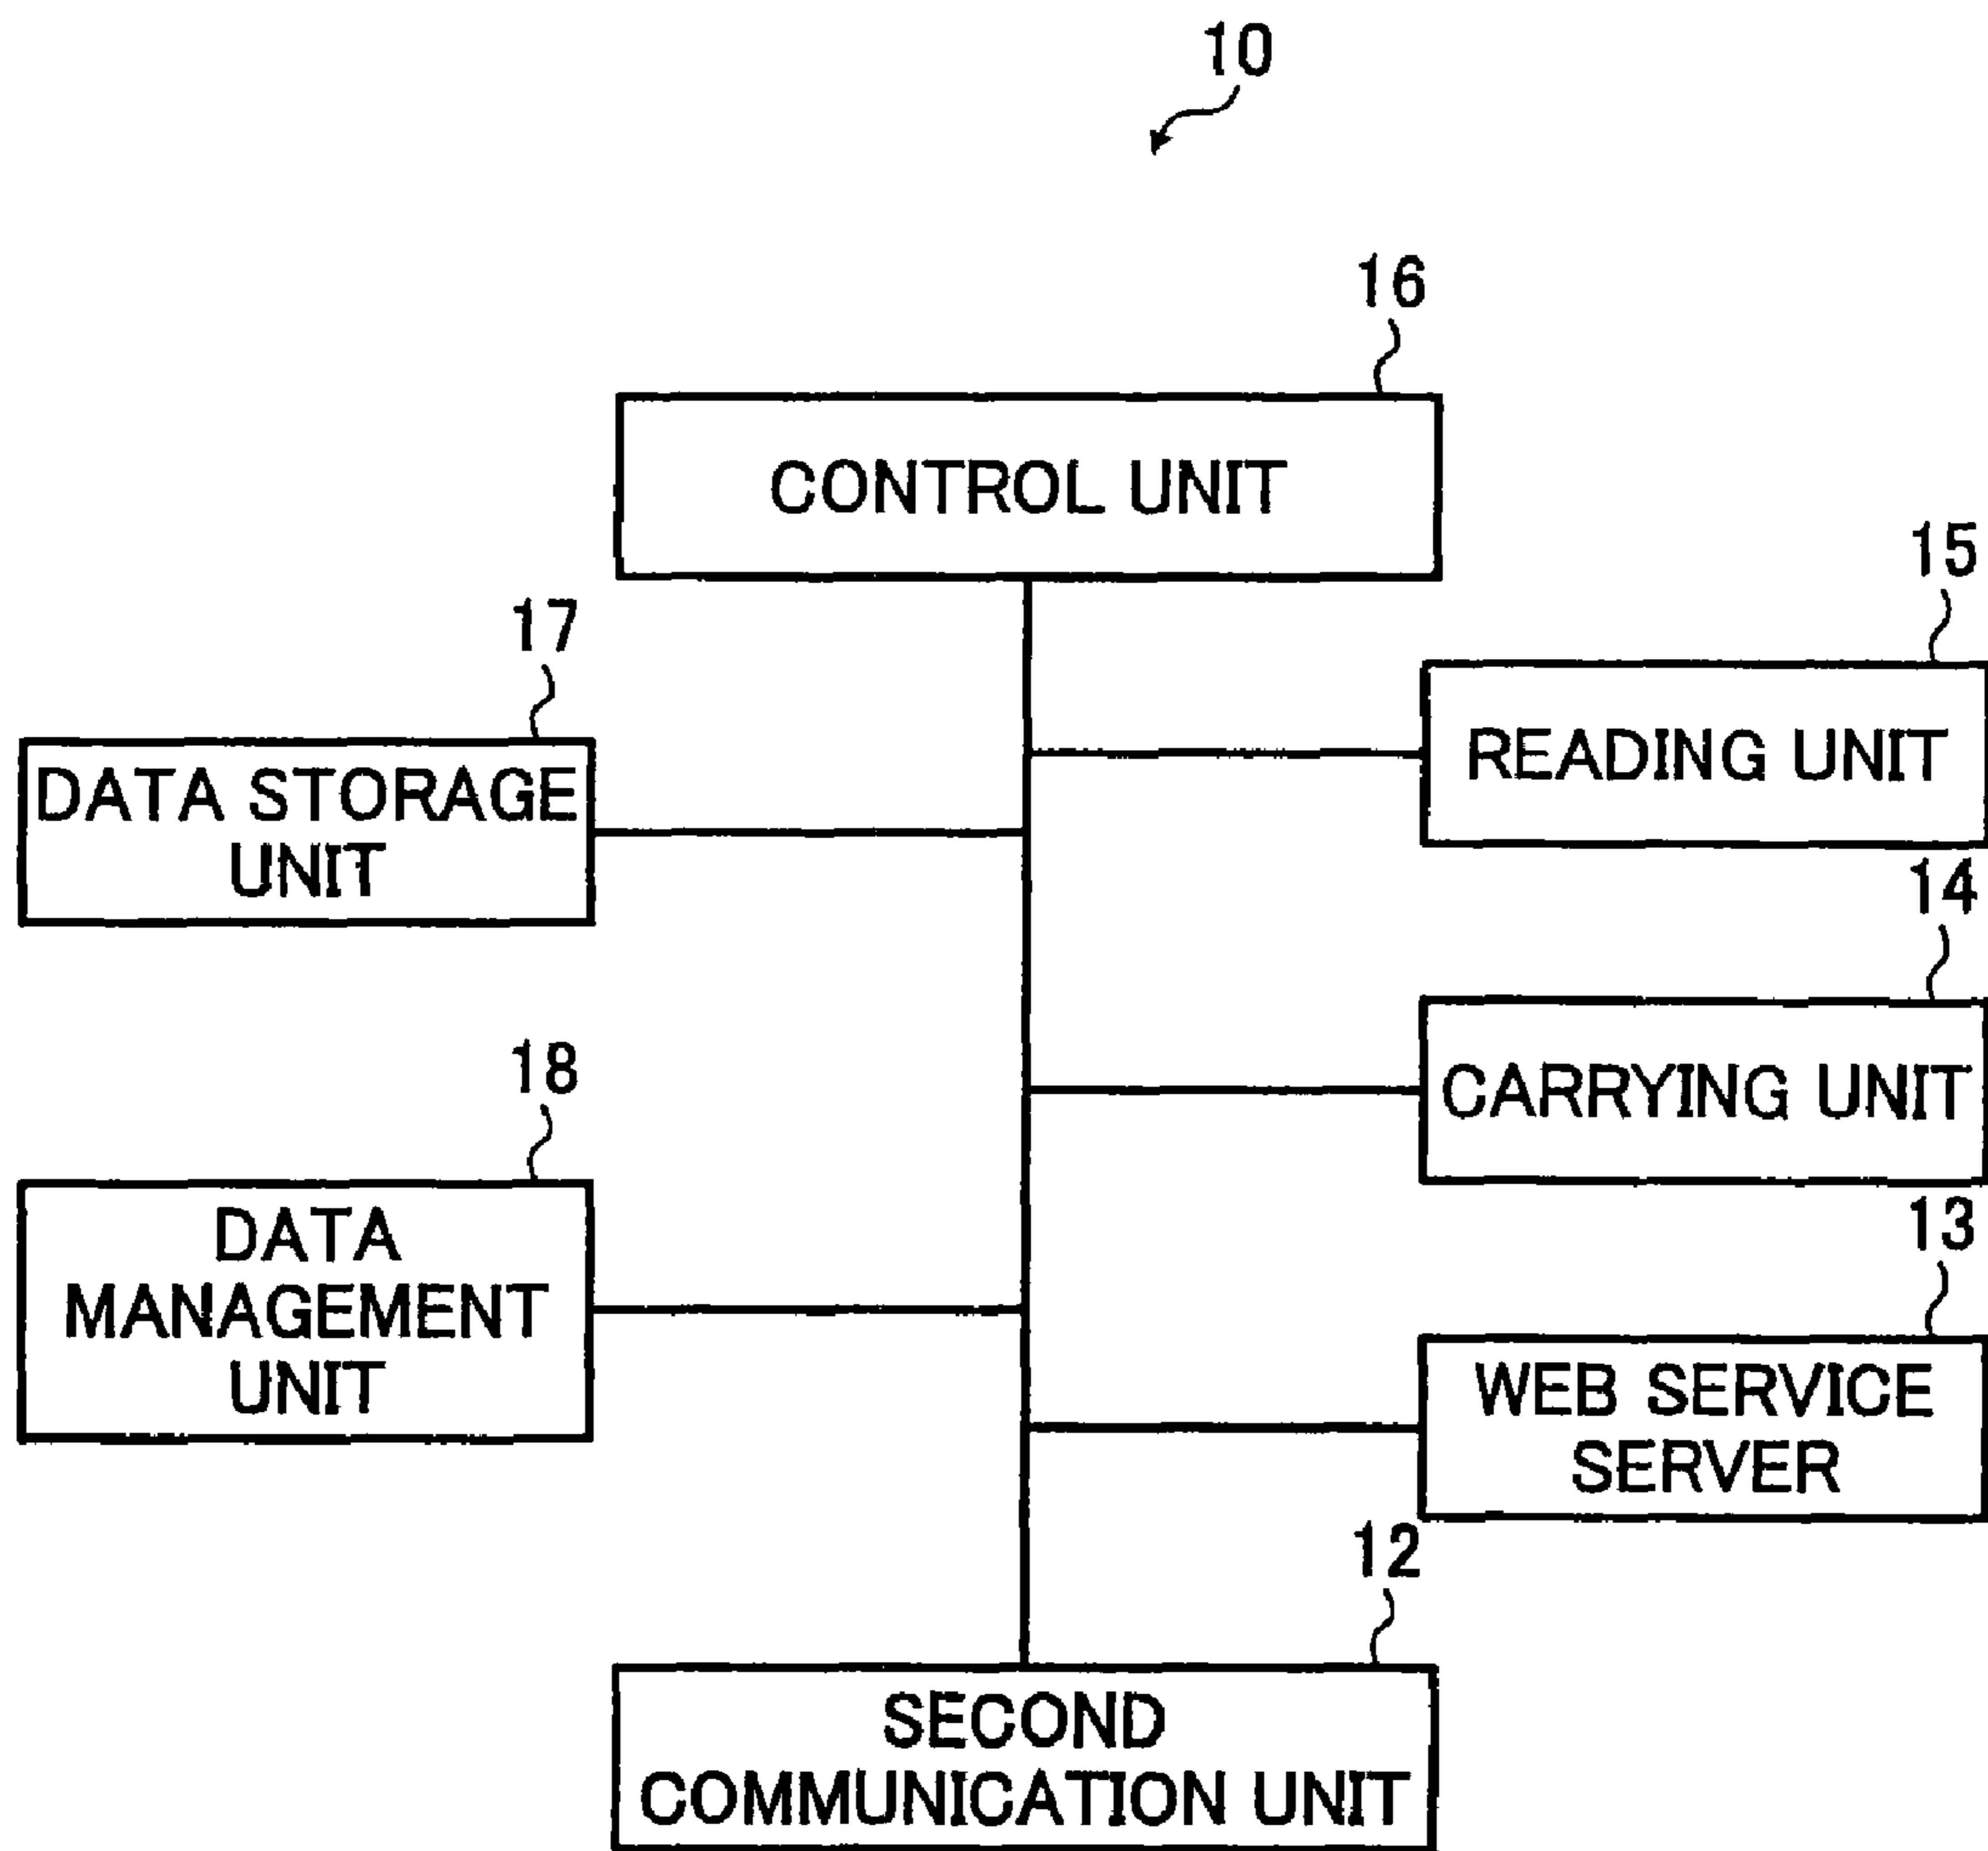 10
16
CONTROL UNIT
15
READING UNIT
17
DATA STORAGE
UNIT
14
CARRYING UNIT
18
DATA
MANAGEMENT
UNIT
13
WEB SERVICE
SERVER
12
SECOND
COMMUNICATION UNIT